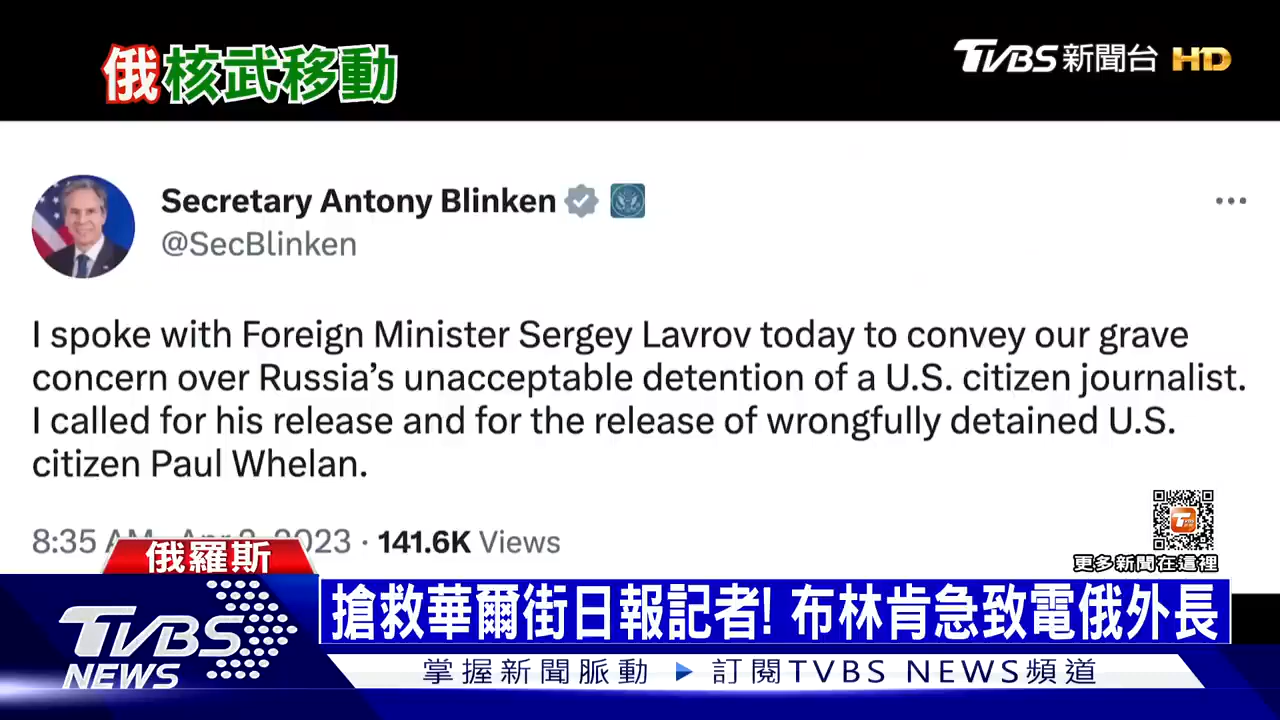 俄核武移動
TVBS新聞台 HD
Secretary Antony Blinken
@SecBlinken
I spoke with Foreign Minister Sergey Lavrov today to convey our grave
concern over Russia's unacceptable detention of a U.S. citizen journalist.
I called for his release and for the release of wrongfully detained U.S.
citizen Paul Whelan.
8:35 AM · Apr 2, 2023 · 141.6K Views
更多新聞在這裡
俄羅斯
搶救華爾街日報記者! 布林肯急致電俄外長
TVBS
NEWS
掌握新聞脈動 ▶ 訂閱TVBS NEWS頻道